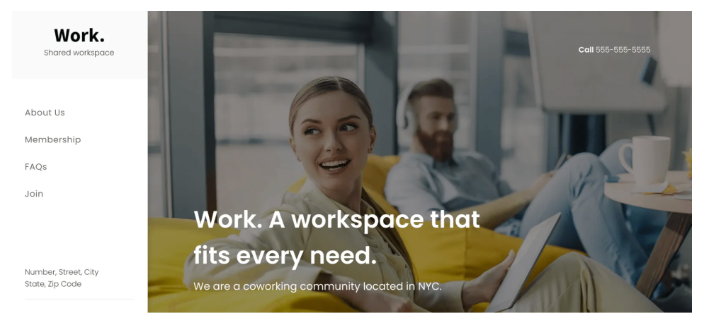 Work.
Shared workspace
About Us
Membership
FAQs
Join
Number, Street, City
State, Zip Code
Call 555-555-5555
Work. A workspace that
fits every need.
We are a coworking community located in NYC.